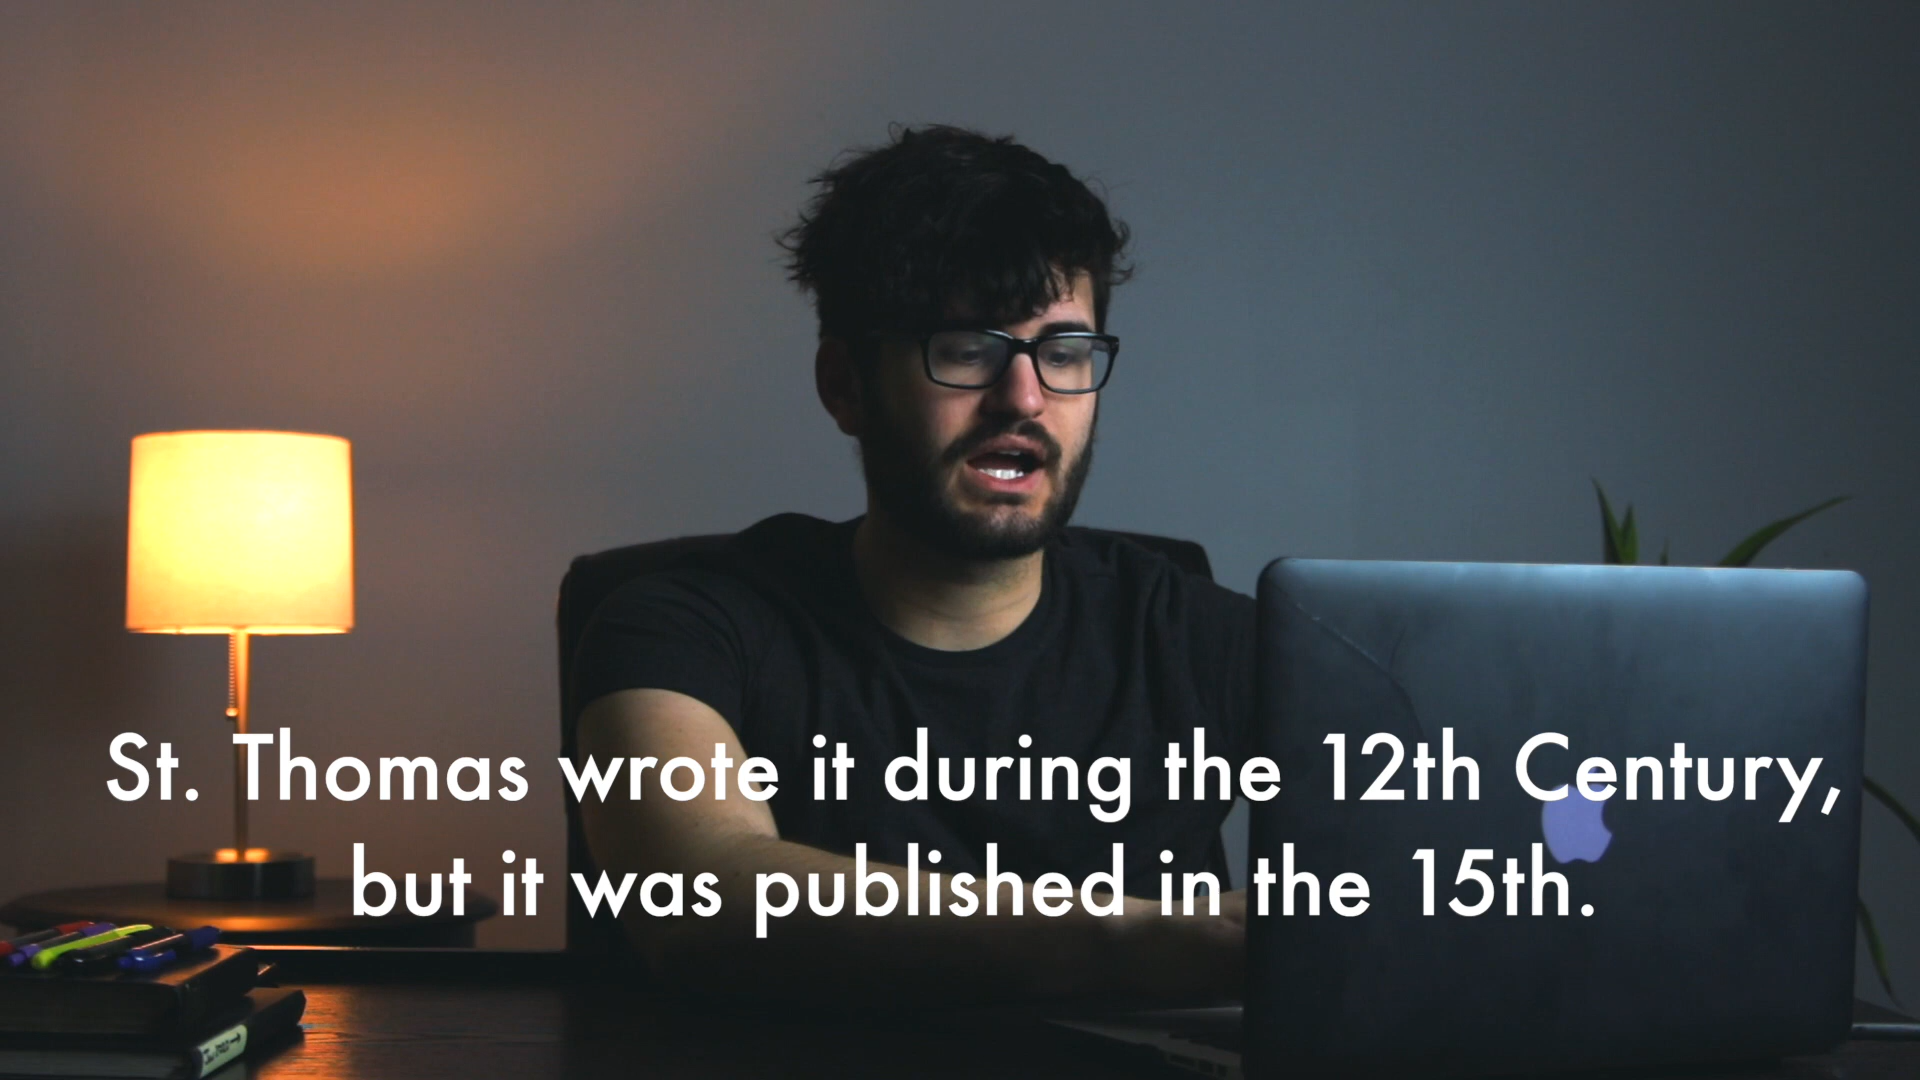 St. Thomas wrote it during the 12th Century,
but it was published in the 15th.